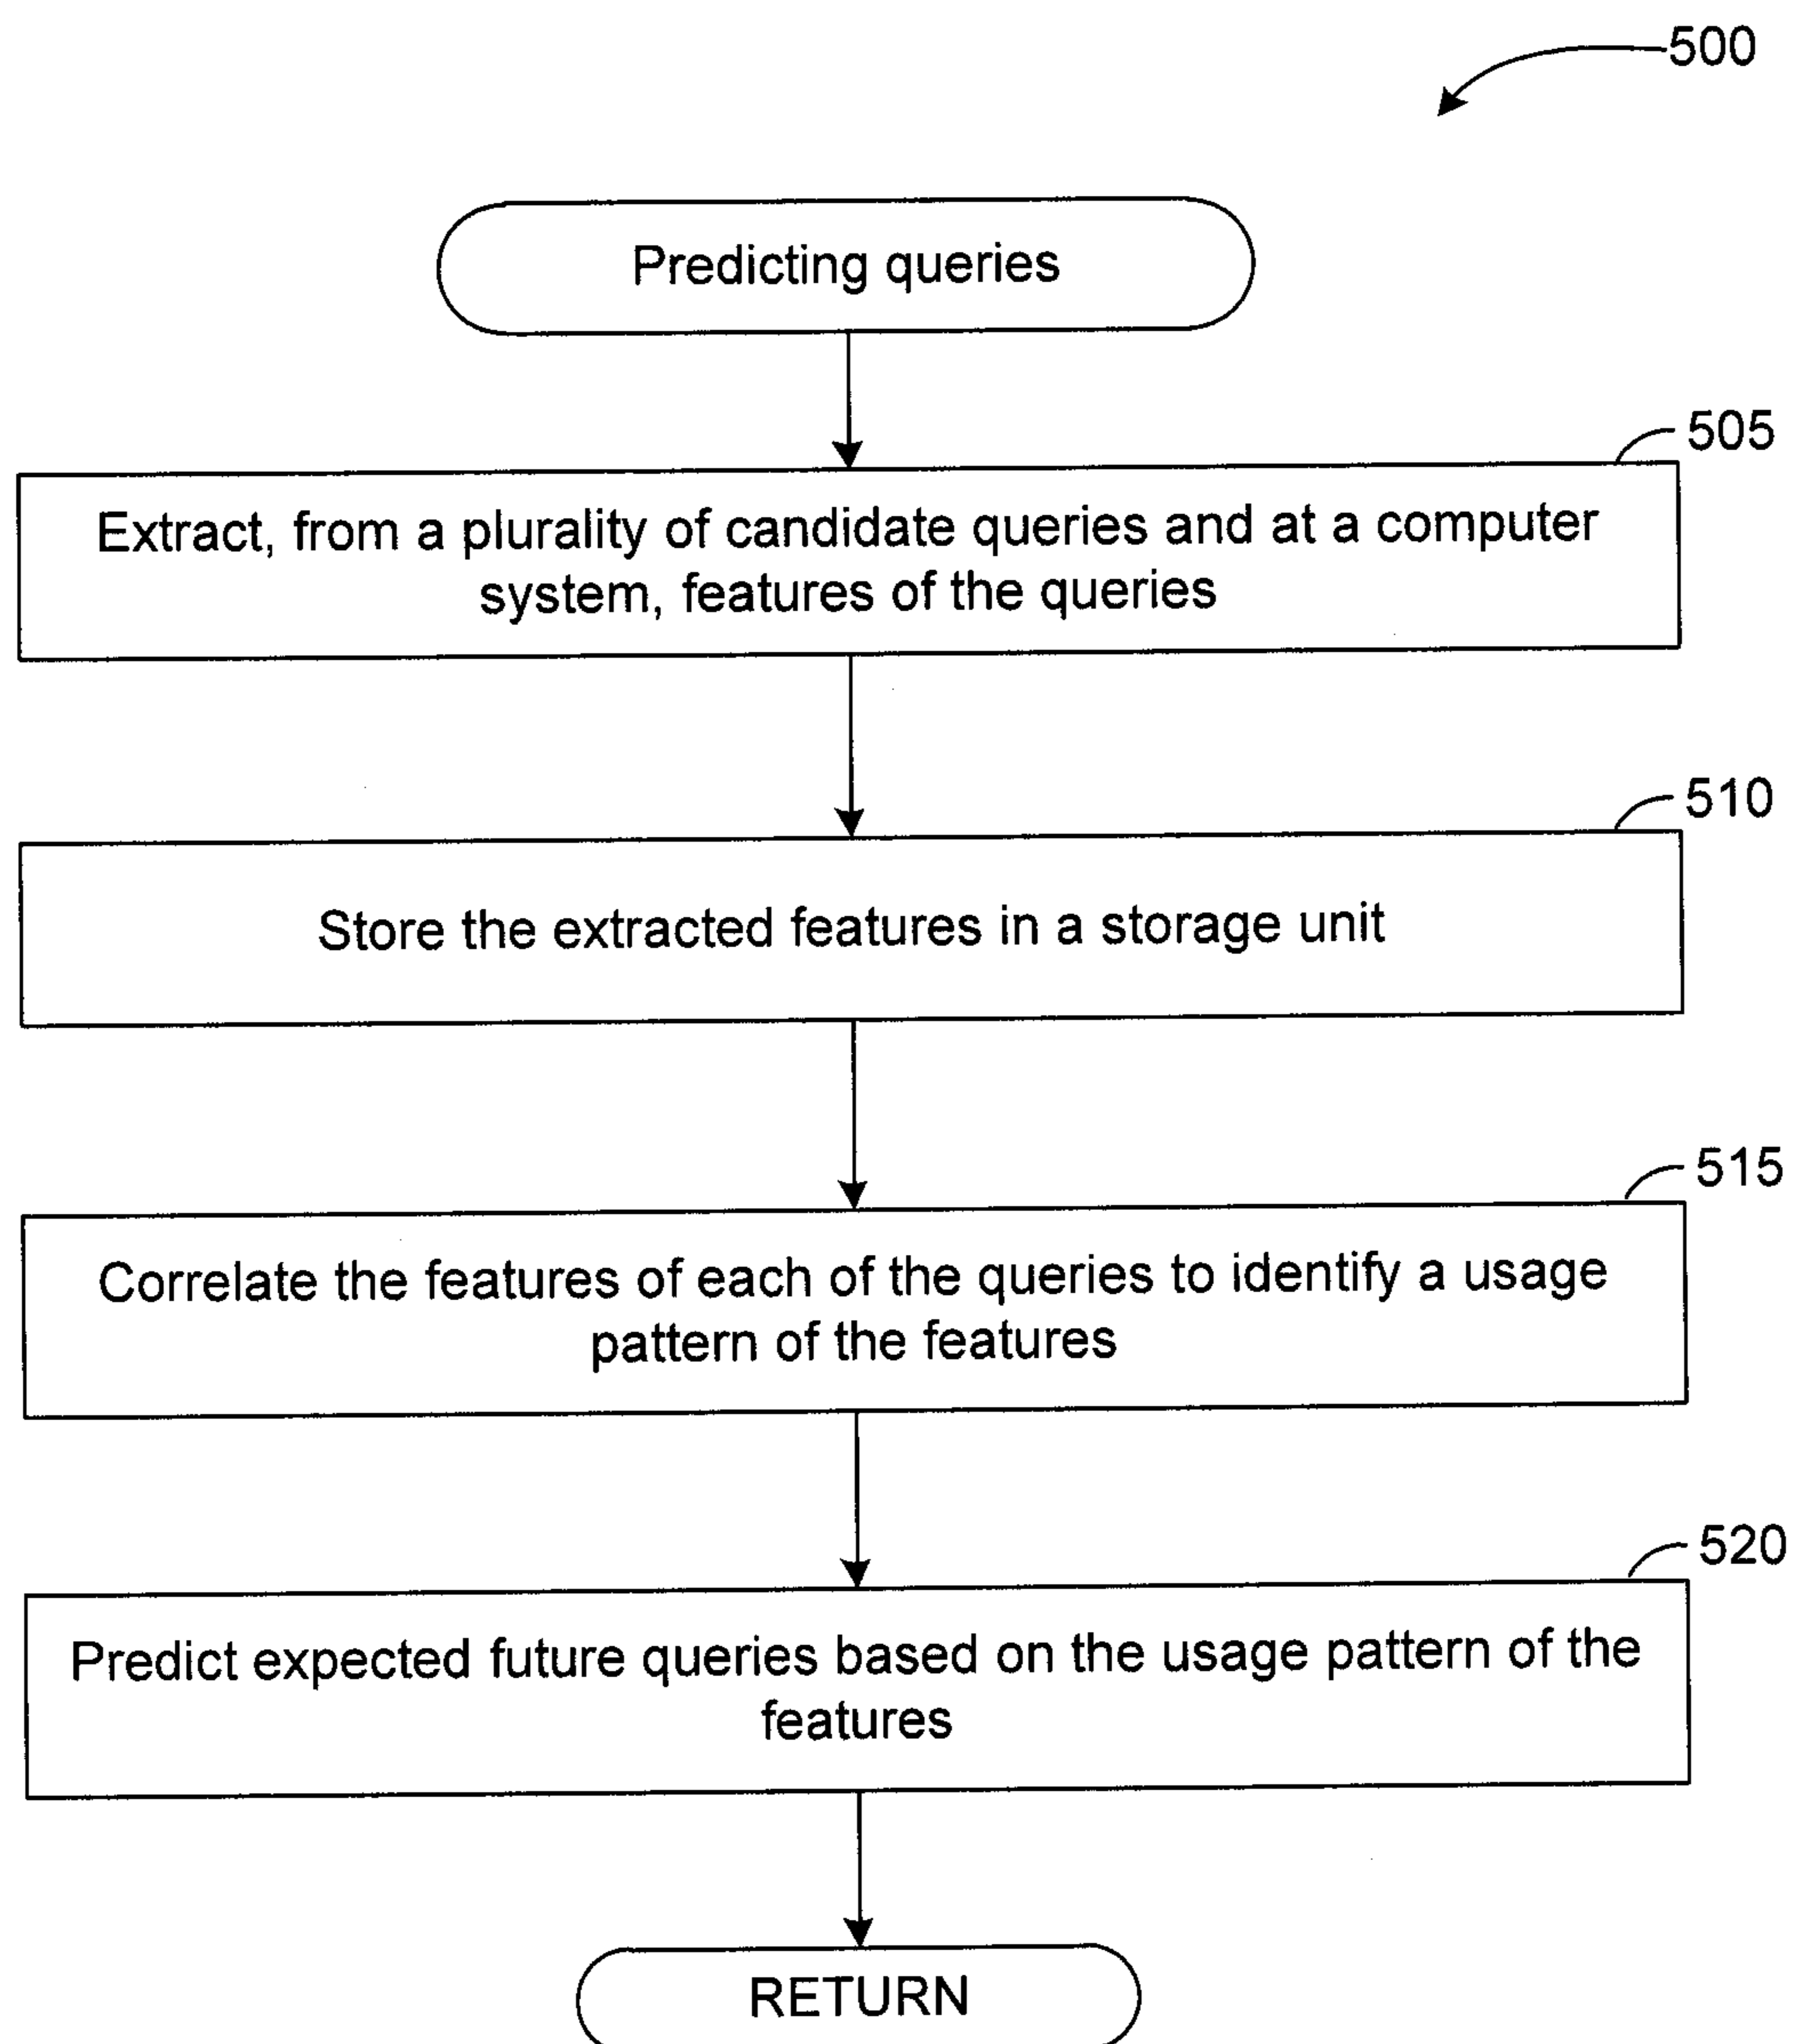 500
Predicting queries
505
Extract, from a plurality of candidate queries and at a computer
system, features of the queries
510
Store the extracted features in a storage unit
515
Correlate the features of each of the queries to identify a usage
pattern of the features
520
Predict expected future queries based on the usage pattern of the
features
RETURN